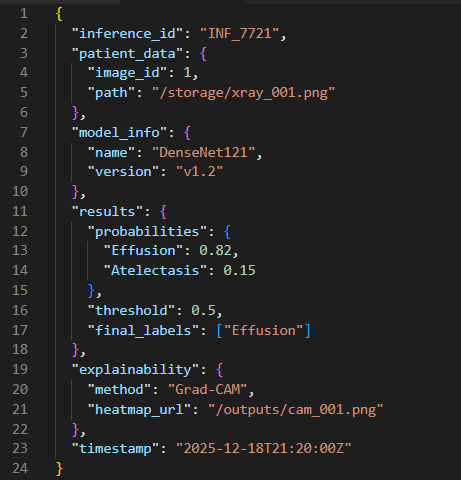 1 {
2 "inference_id": "INF_7721",
3 "patient_data": {
4 "image_id": 1,
5 "path": "/storage/xray_001.png"
6 },
7 "model_info": {
8 "name": "DenseNet121",
9 "version": "v1.2"
10 },
11 "results": {
12 "probabilities": {
13 "Effusion": 0.82,
14 "Atelectasis": 0.15
15 },
16 "threshold": 0.5,
17 "final_labels": ["Effusion"]
18 },
19 "explainability": {
20 "method": "Grad-CAM",
21 "heatmap_url": "/outputs/cam_001.png"
22 },
23 "timestamp": "2025-12-18T21:20:00Z"
24 }